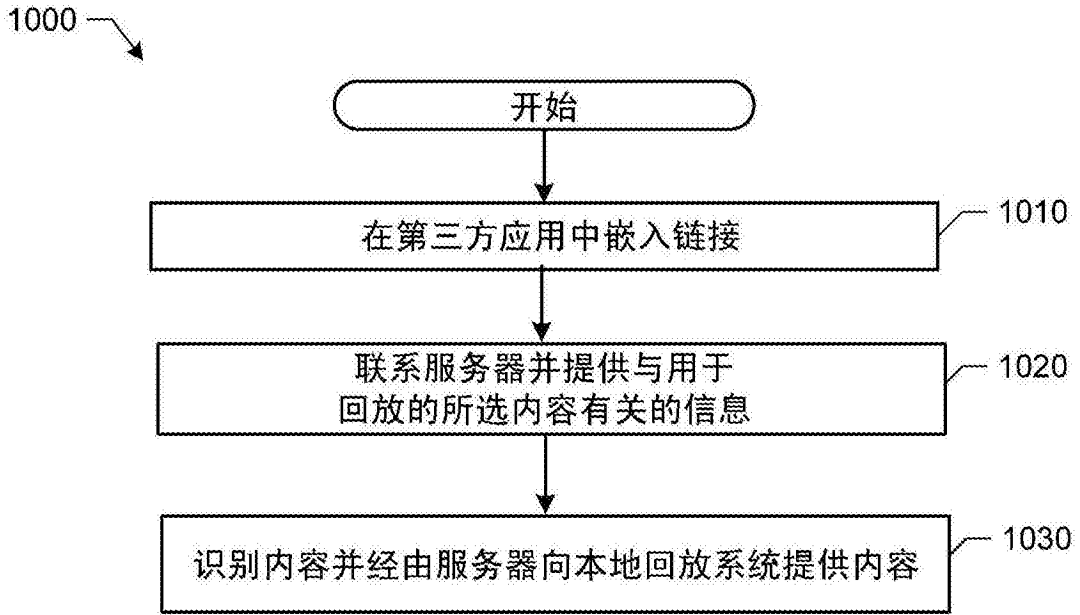 1000
开始
在第三方应用中嵌入链接
1010
联系服务器并提供与用于
回放的所选内容有关的信息
1020
识别内容并经由服务器向本地回放系统提供内容
1030